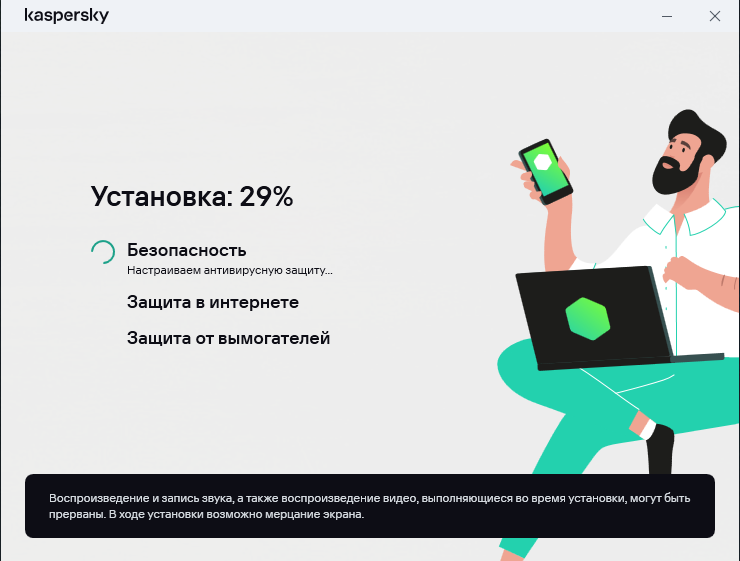 kaspersky
Установка: 29%
Безопасность
Настраиваем антивирусную защиту...
Защита в интернете
Защита от вымогателей
Воспроизведение и запись звука, а также воспроизведение видео, выполняющиеся во время установки, могут быть
прерваны. В ходе установки возможно мерцание экрана.